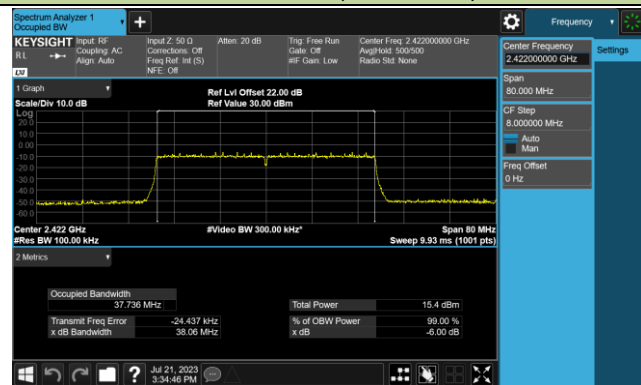 Spectrum Analyzer 1
Occupied BW
Frequency
KEYSIGHT
Input: RF
Input Z: 50 Ω
Atten: 20 dB
Trig: Free Run
Center Freq: 2.422000000 GHz
R L
Coupling: AC
Corrections: Off
Gate: Off
Avg|Hold: 500/500
Align: Auto
Freq Ref: Int (S)
#IF Gain: Low
Radio Std: None
NFE: Off
LXI
Center Frequency
2.422000000 GHz
Settings
Span
80.000 MHz
CF Step
8.000000 MHz
Auto
Man
Freq Offset
0 Hz
1 Graph
Ref Lvl Offset 22.00 dB
Scale/Div 10.0 dB
Ref Value 30.00 dBm
Log
20.0
10.0
0.00
-10.0
-20.0
-30.0
-40.0
-50.0
-60.0
Center 2.422 GHz
#Video BW 300.00 kHz*
Span 80 MHz
#Res BW 100.00 kHz
Sweep 9.93 ms (1001 pts)
2 Metrics
Occupied Bandwidth
37.736 MHz
Total Power
15.4 dBm
Transmit Freq Error
-24.437 kHz
% of OBW Power
99.00 %
x dB Bandwidth
38.06 MHz
x dB
-6.00 dB
?
Jul 21, 2023
3:34:46 PM